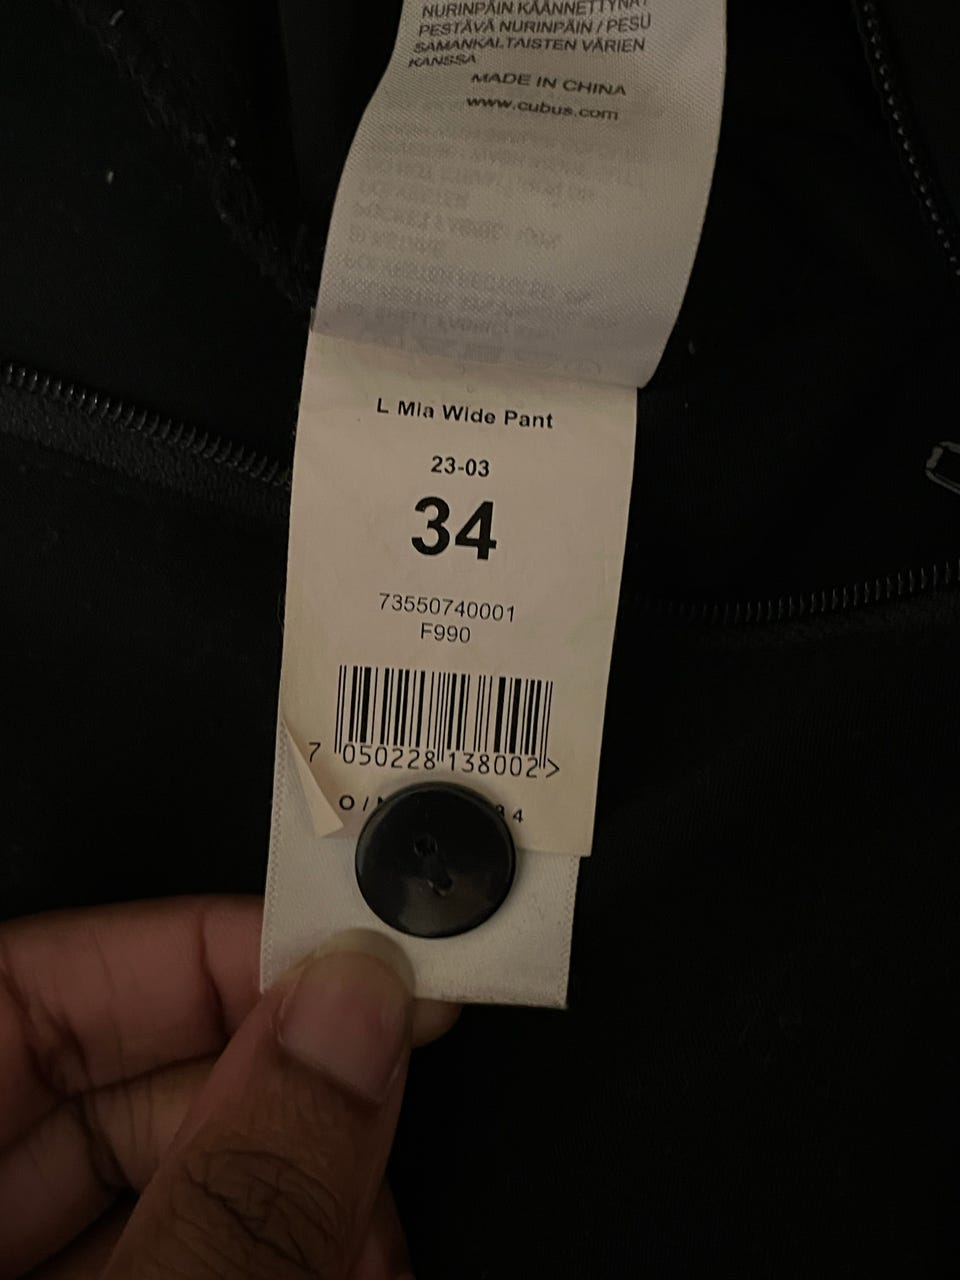 NURINPÄIN KÄÄNNETTYNÄ
PESTÄVÄ NURINPÄIN / PESU
SAMANKALTAISTEN VÄRIEN
KANSSA
MADE IN CHINA
www.cubus.com
L Mia Wide Pant
23-03
34
73550740001
F990
7 050228 138002 >
O /
4